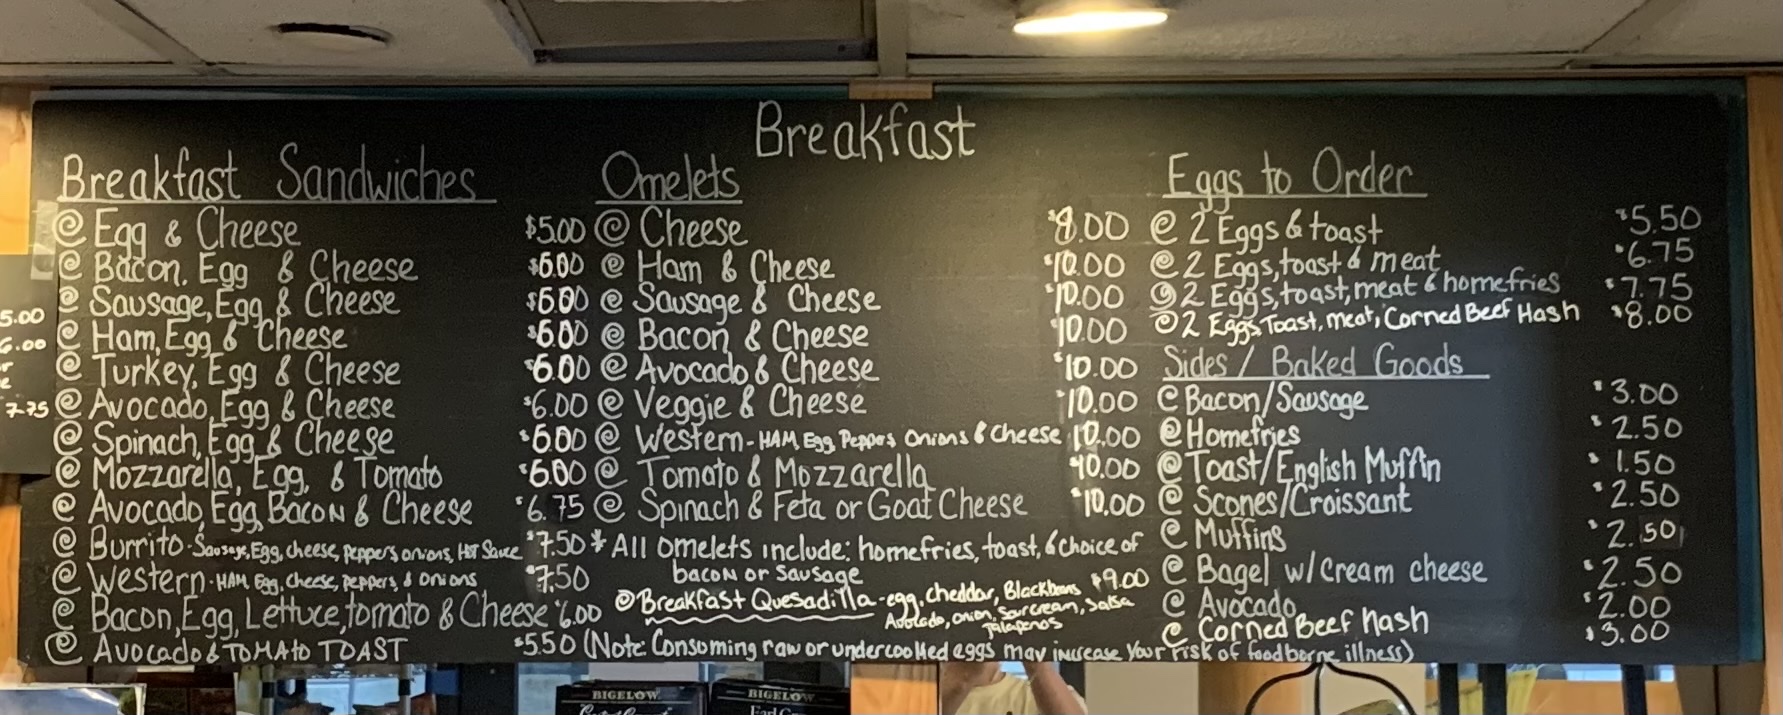 Breakfast
Breakfast Sandwiches
@ Egg & Cheese $5.00
@ Bacon, Egg & Cheese $6.00
@ Sausage, Egg & Cheese $6.00
@ Ham, Egg & Cheese $6.00
@ Turkey, Egg & Cheese $6.00
@ Avocado, Egg & Cheese $6.00
@ Spinach, Egg & Cheese $6.00
@ Mozzarella, Egg, & Tomato $6.00
@ Avocado, Egg, Bacon & Cheese $6.75
@ Burrito - Sausage, Egg, cheese, peppers onions, Hot Sauce $7.50
@ Western - HAM, Egg, cheese, peppers, & onions $7.50
@ Bacon, Egg, Lettuce, tomato & Cheese $6.00
@ Avocado & TOMATO TOAST $5.50
Omelets
@ Cheese $8.00
@ Ham & Cheese $10.00
@ Sausage & Cheese $10.00
@ Bacon & Cheese $10.00
@ Avocado & Cheese $10.00
@ Veggie & Cheese $10.00
@ Western - HAM, Egg, Peppers Onions & Cheese 10.00
@ Tomato & Mozzarella $10.00
@ Spinach & Feta or Goat Cheese $10.00
* All omelets include: homefries, toast, & choice of
bacon or sausage
@ Breakfast Quesadilla - egg, cheddar, Blackbeans $9.00
Avocado, onion, Sourcream, Salsa
Jalapenos
(Note: Consoming raw or undercooked eggs may increase your risk of foodborne illness)
Eggs to Order
@ 2 Eggs & toast $5.50
@ 2 Eggs, toast & meat $6.75
@ 2 Eggs, toast, meat & homefries $7.75
@ 2 Eggs Toast, meat, Corned Beef Hash $8.00
Sides / Baked Goods
@ Bacon/Sausage $3.00
@ Homefries $2.50
@ Toast/English Muffin $1.50
@ Scones/Croissant $2.50
@ Muffins $2.50
@ Bagel w/Cream cheese $2.50
@ Avocado $2.00
@ Corned Beef Hash $3.00
5.00
6.00
7.75
BIGELOW
BIGELOW